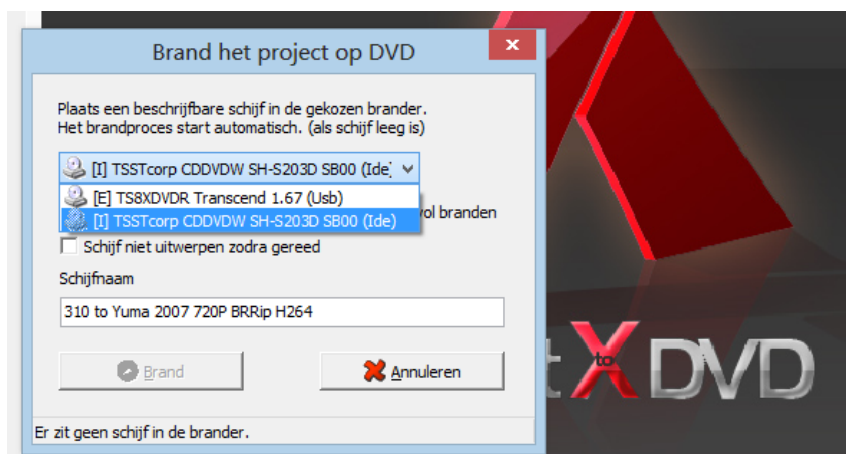 Brand het project op DVD
Plaats een beschrijfbare schijf in de gekozen brander.
Het brandproces start automatisch. (als schijf leeg is)
[I] TSSTcorp CDDVDW SH-S203D SB00 (Ide
[E] TS8XDVDR Transcend 1.67 (Usb)
[I] TSSTcorp CDDVDW SH-S203D SB00 (Ide)
vol branden
Schijf niet uitwerpen zodra gereed
Schijfnaam
310 to Yuma 2007 720P BRRip H264
Brand
Annuleren
t X to DVD
Er zit geen schijf in de brander.